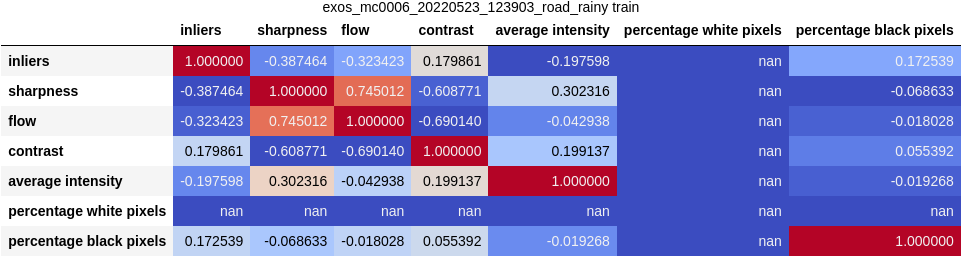 exos_mc0006_20220523_123903_road_rainy train
inliers sharpness flow contrast average intensity percentage white pixels percentage black pixels
inliers 1.000000 -0.387464 -0.323423 0.179861 -0.197598 nan 0.172539
sharpness -0.387464 1.000000 0.745012 -0.608771 0.302316 nan -0.068633
flow -0.323423 0.745012 1.000000 -0.690140 -0.042938 nan -0.018028
contrast 0.179861 -0.608771 -0.690140 1.000000 0.199137 nan 0.055392
average intensity -0.197598 0.302316 -0.042938 0.199137 1.000000 nan -0.019268
percentage white pixels nan nan nan nan nan nan nan
percentage black pixels 0.172539 -0.068633 -0.018028 0.055392 -0.019268 nan 1.000000